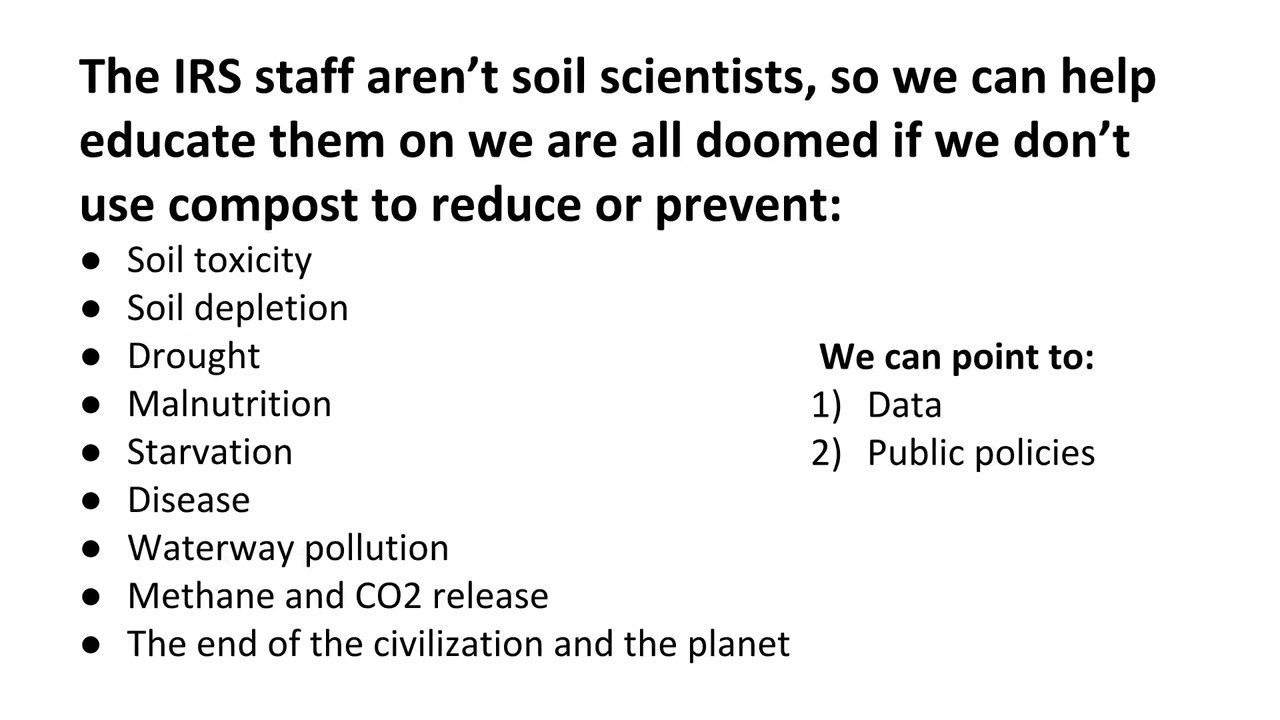 The IRS staff aren’t soil scientists, so we can help
educate them on we are all doomed if we don’t
use compost to reduce or prevent:
● Soil toxicity
● Soil depletion
● Drought
● Malnutrition
● Starvation
● Disease
● Waterway pollution
● Methane and CO2 release
● The end of the civilization and the planet
We can point to:
1) Data
2) Public policies